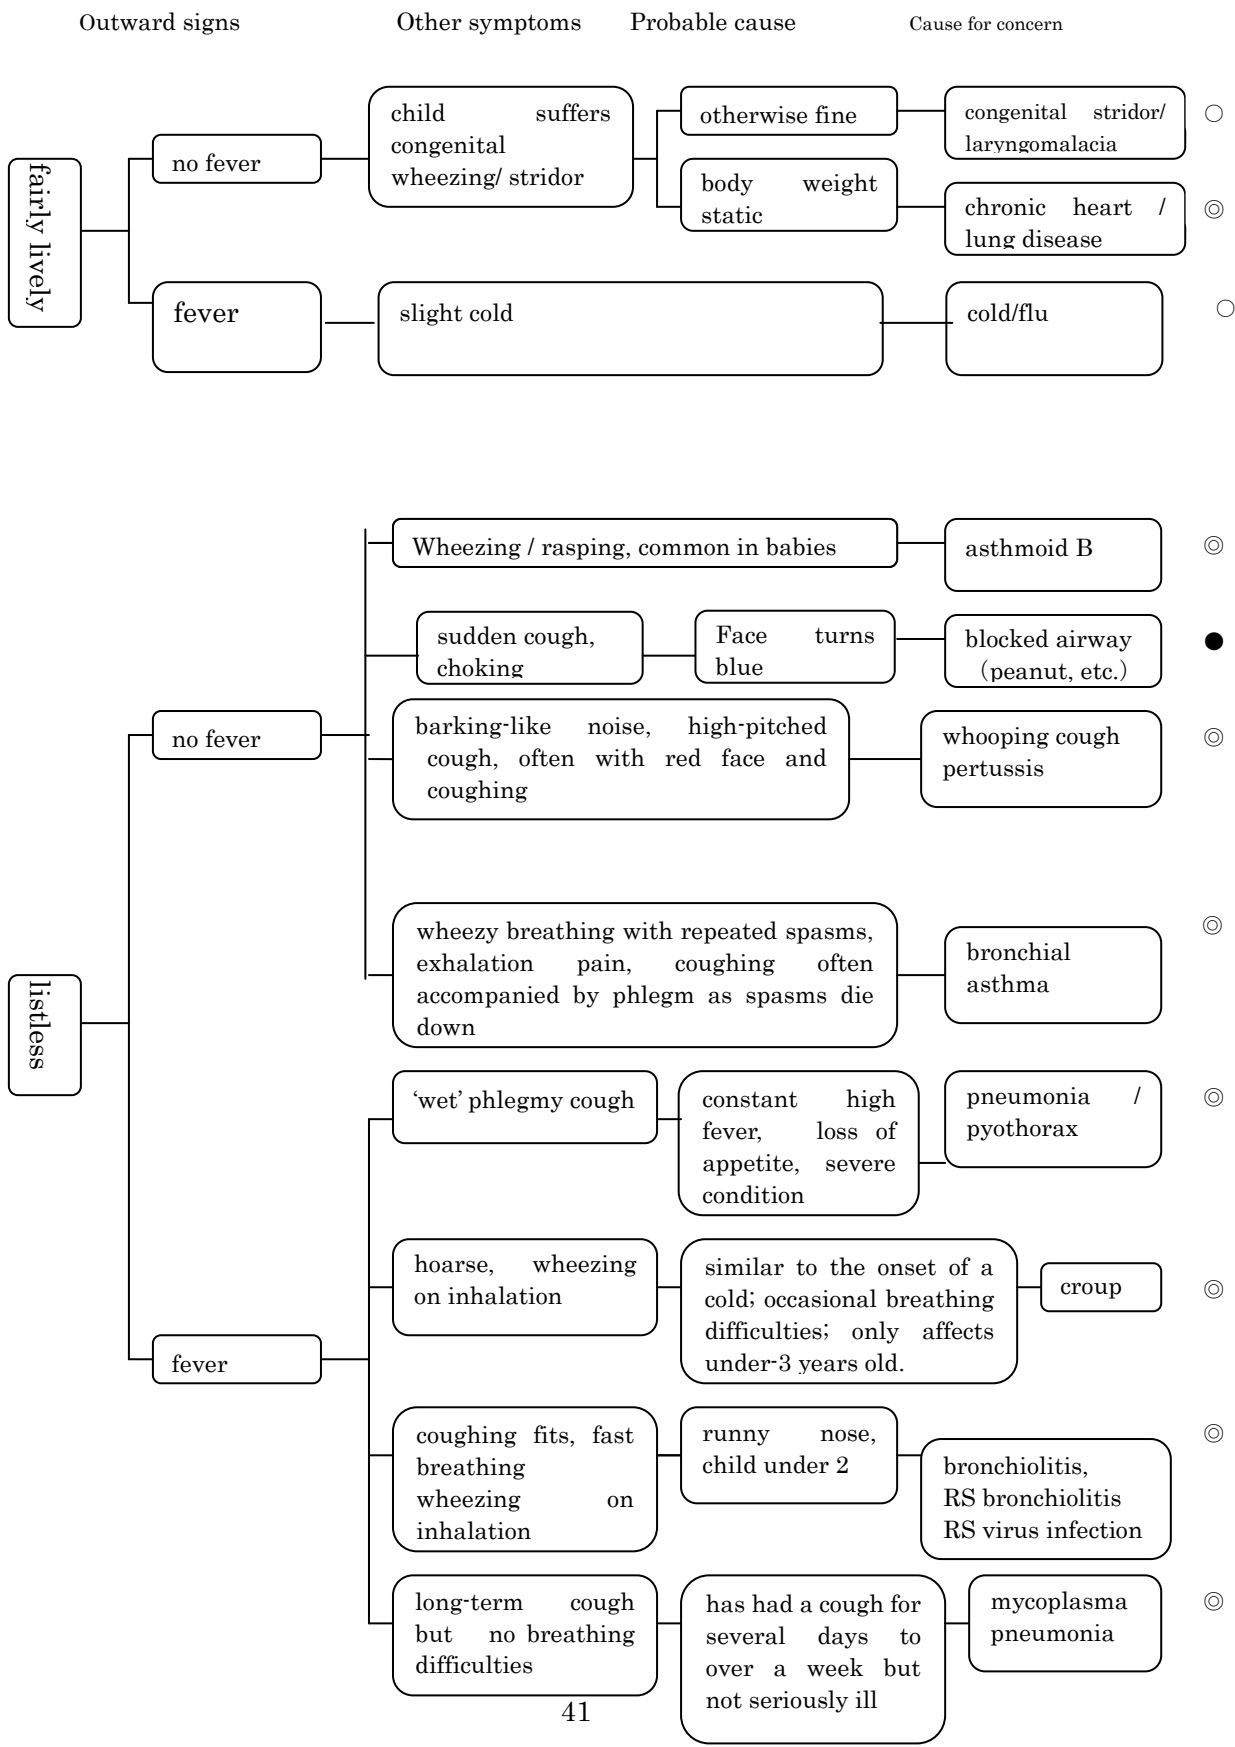 Outward signs Other symptoms Probable cause Cause for concern
fairly lively
no fever
child suffers
congenital
wheezing/ stridor
otherwise fine
congenital stridor/
laryngomalacia
○
body weight
static
chronic heart /
lung disease
◎
fever
slight cold
cold/flu
○
listless
no fever
Wheezing / rasping, common in babies
asthmoid B
◎
sudden cough,
choking
Face turns
blue
blocked airway
(peanut, etc.)
●
barking-like noise, high-pitched
cough, often with red face and
coughing
whooping cough
pertussis
◎
wheezy breathing with repeated spasms,
exhalation pain, coughing often
accompanied by phlegm as spasms die
down
bronchial
asthma
◎
fever
‘wet’ phlegmy cough
constant high
fever, loss of
appetite, severe
condition
pneumonia /
pyothorax
◎
hoarse, wheezing
on inhalation
similar to the onset of a
cold; occasional breathing
difficulties; only affects
under-3 years old.
croup
◎
coughing fits, fast
breathing
wheezing on
inhalation
runny nose,
child under 2
bronchiolitis,
RS bronchiolitis
RS virus infection
◎
long-term cough
but no breathing
difficulties
has had a cough for
several days to
over a week but
not seriously ill
mycoplasma
pneumonia
◎
41